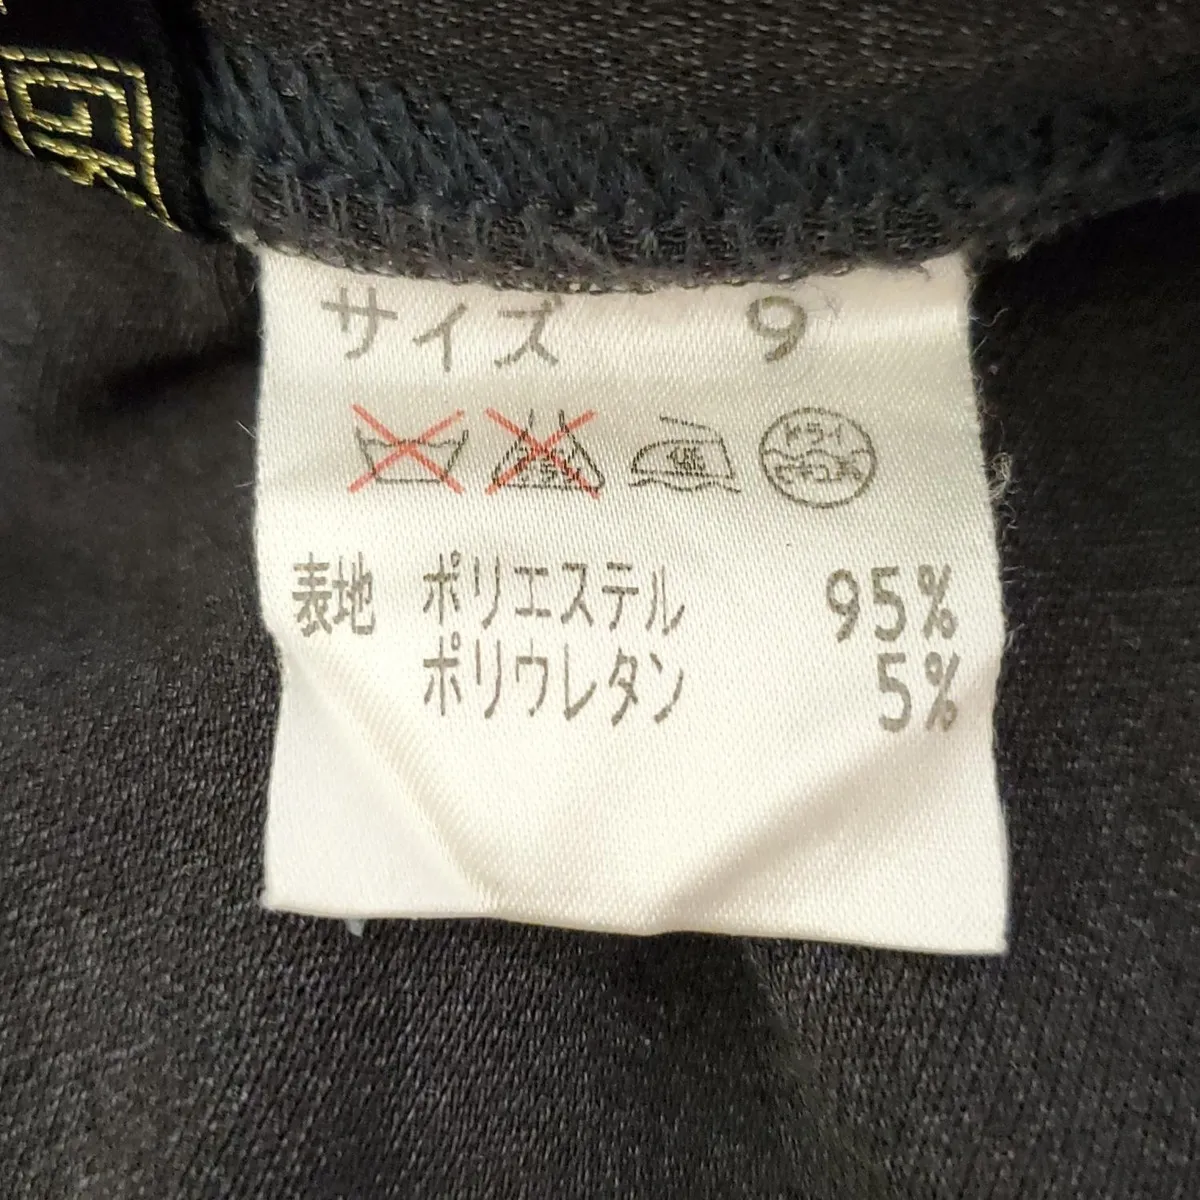 サイズ 9
ドライ
表地 ポリエステル 95%
ポリウレタン 5%